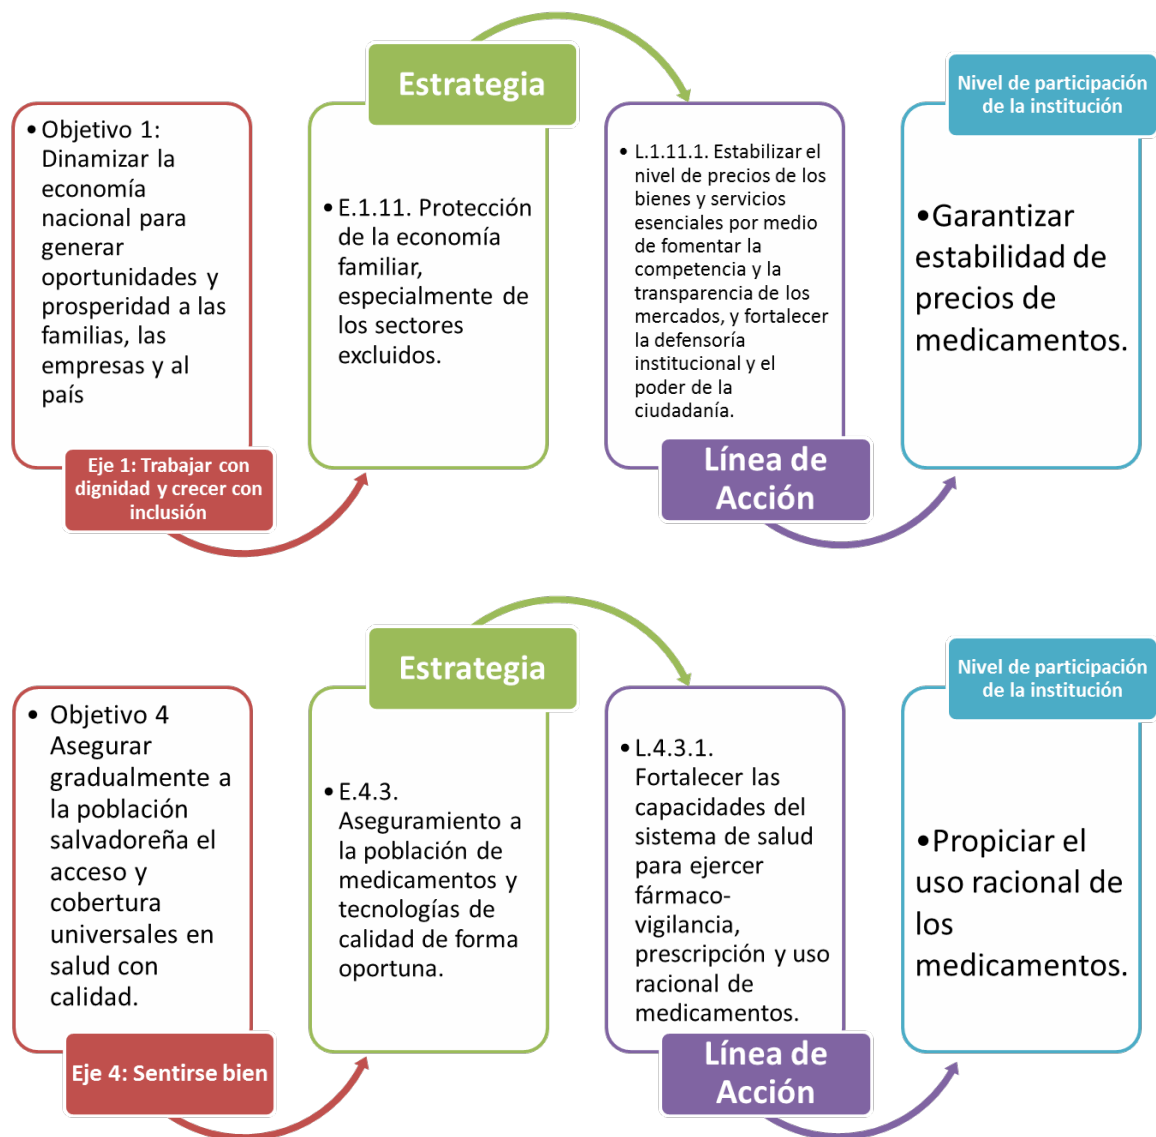 Estrategia
Nivel de participación
de la institución
• Objetivo 1:
Dinamizar la
economía
nacional para
generar
oportunidades y
prosperidad a las
familias, las
empresas y al
país
Eje 1: Trabajar con
dignidad y crecer con
inclusión
• E.1.11. Protección
de la economía
familiar,
especialmente de
los sectores
excluidos.
• L.1.11.1. Estabilizar el
nivel de precios de los
bienes y servicios
esenciales por medio
de fomentar la
competencia y la
transparencia de los
mercados, y fortalecer
la defensoría
institucional y el
poder de la
ciudadanía.
Línea de
Acción
•Garantizar
estabilidad de
precios de
medicamentos.
Estrategia
Nivel de participación
de la institución
• Objetivo 4
Asegurar
gradualmente a
la población
salvadoreña el
acceso y
cobertura
universales en
salud con
calidad.
Eje 4: Sentirse bien
• E.4.3.
Aseguramiento a
la población de
medicamentos y
tecnologías de
calidad de forma
oportuna.
• L.4.3.1.
Fortalecer las
capacidades del
sistema de salud
para ejercer
fármaco-
vigilancia,
prescripción y uso
racional de
medicamentos.
Línea de
Acción
•Propiciar el
uso racional de
los
medicamentos.